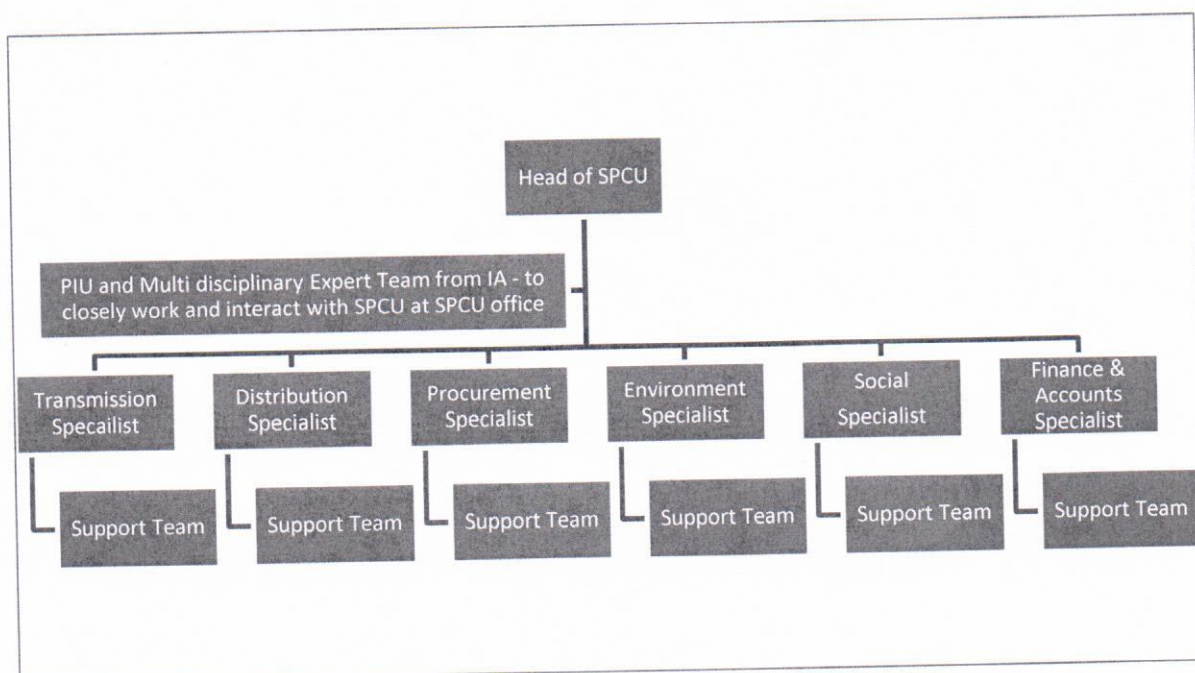 Head of SPCU
PIU and Multi disciplinary Expert Team from IA - to
closely work and interact with SPCU at SPCU office
Transmission
Specailist
Distribution
Specialist
Procurement
Specialist
Environment
Specialist
Social
Specialist
Finance &
Accounts
Specialist
Support Team
Support Team
Support Team
Support Team
Support Team
Support Team